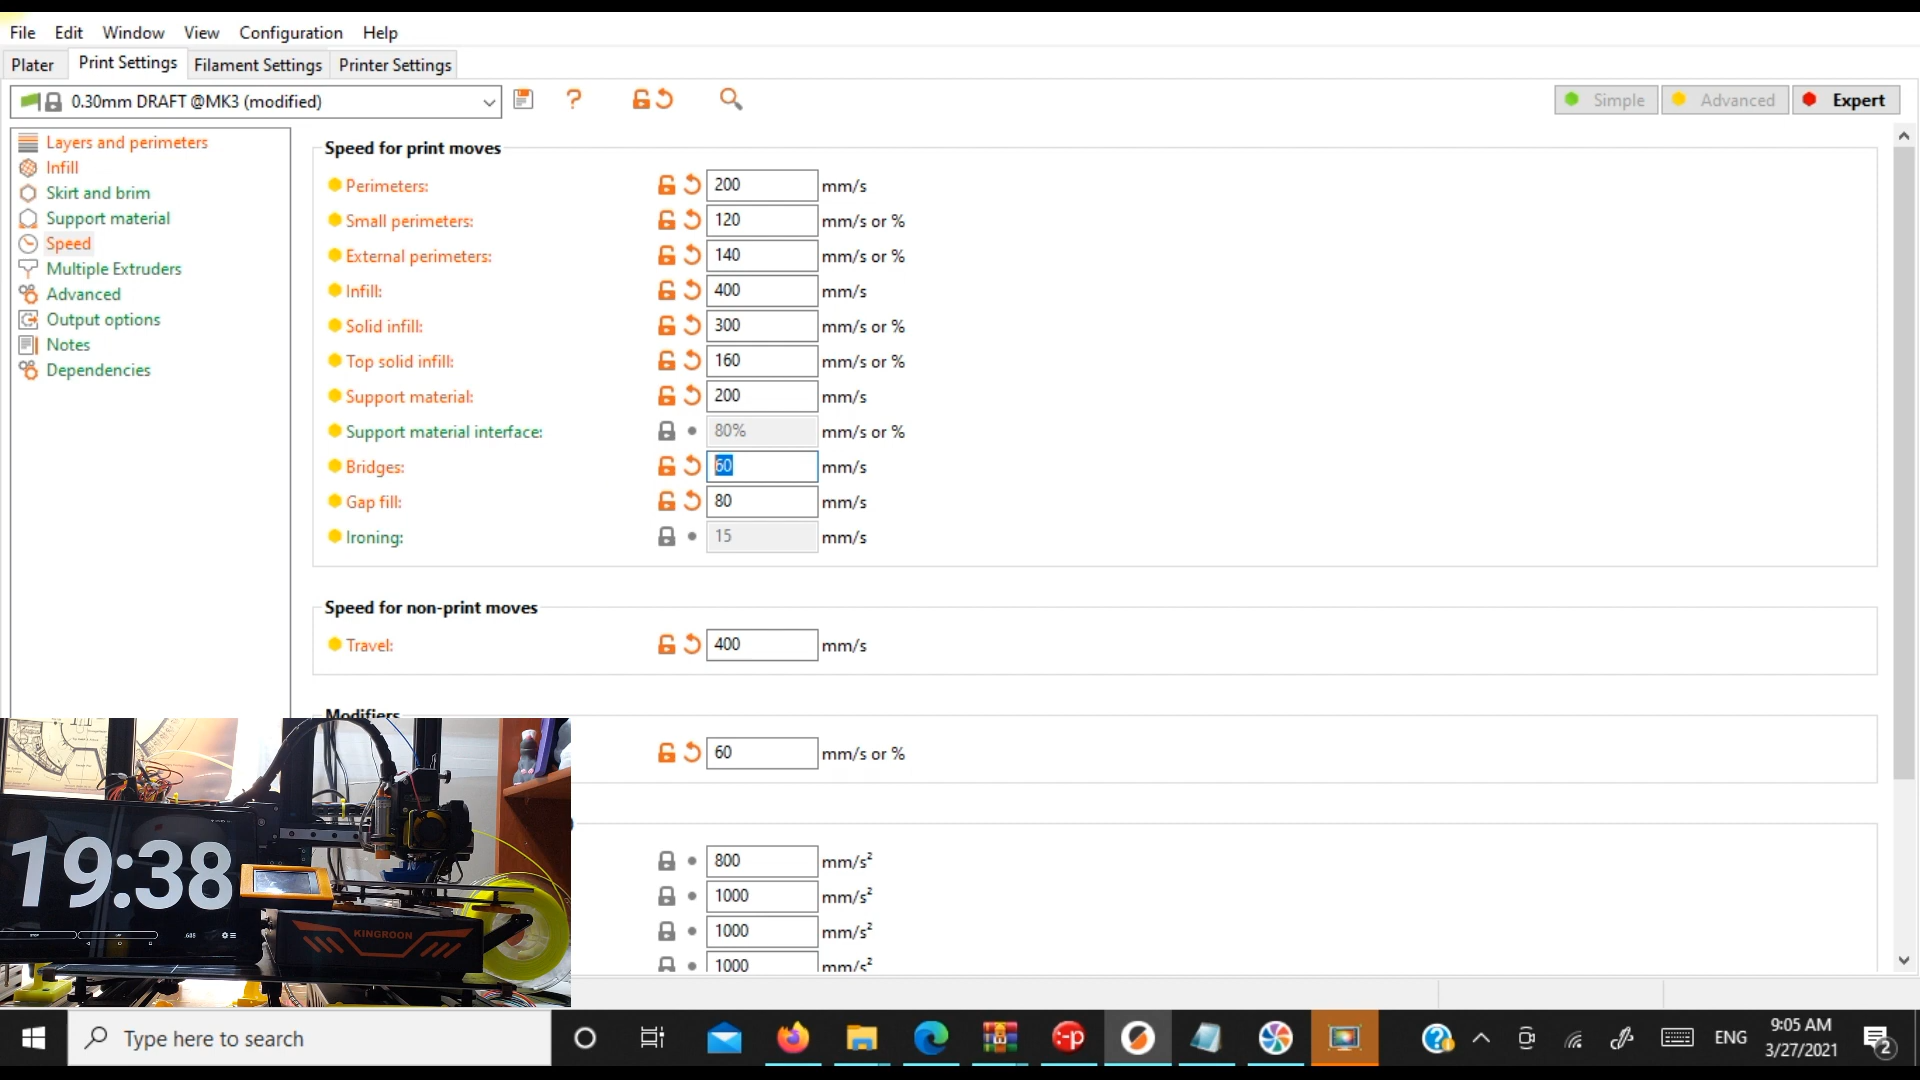 File Edit Window View Configuration Help
Plater Print Settings Filament Settings Printer Settings
0.30mm DRAFT @MK3 (modified) ? Simple Advanced Expert
Layers and perimeters
Infill
Skirt and brim
Support material
Speed
Multiple Extruders
Advanced
Output options
Notes
Dependencies
Speed for print moves
Perimeters: 200 mm/s
Small perimeters: 120 mm/s or %
External perimeters: 140 mm/s or %
Infill: 400 mm/s
Solid infill: 300 mm/s or %
Top solid infill: 160 mm/s or %
Support material: 200 mm/s
Support material interface: 80% mm/s or %
Bridges: 60 mm/s
Gap fill: 80 mm/s
Ironing: 15 mm/s
Speed for non-print moves
Travel: 400 mm/s
Modifiers
60 mm/s or %
800 mm/s²
1000 mm/s²
1000 mm/s²
1000 mm/s²
19:38
KINGROON
Type here to search
ENG
9:05 AM
3/27/2021
2